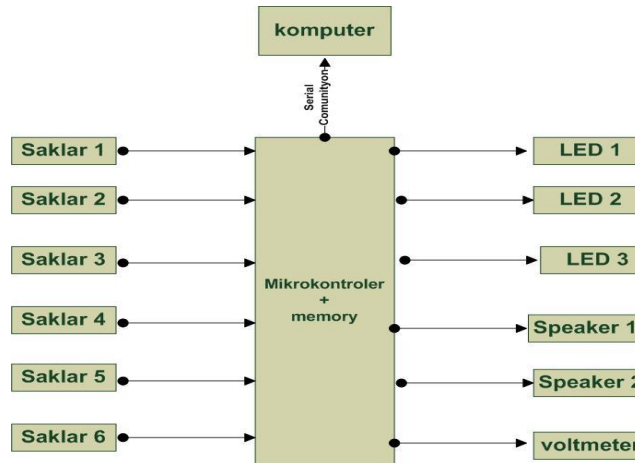 komputer
Serial
Comunityon
Saklar 1
Saklar 2
Saklar 3
Saklar 4
Saklar 5
Saklar 6
Mikrokontroler
+
memory
LED 1
LED 2
LED 3
Speaker 1
Speaker 2
voltmeter